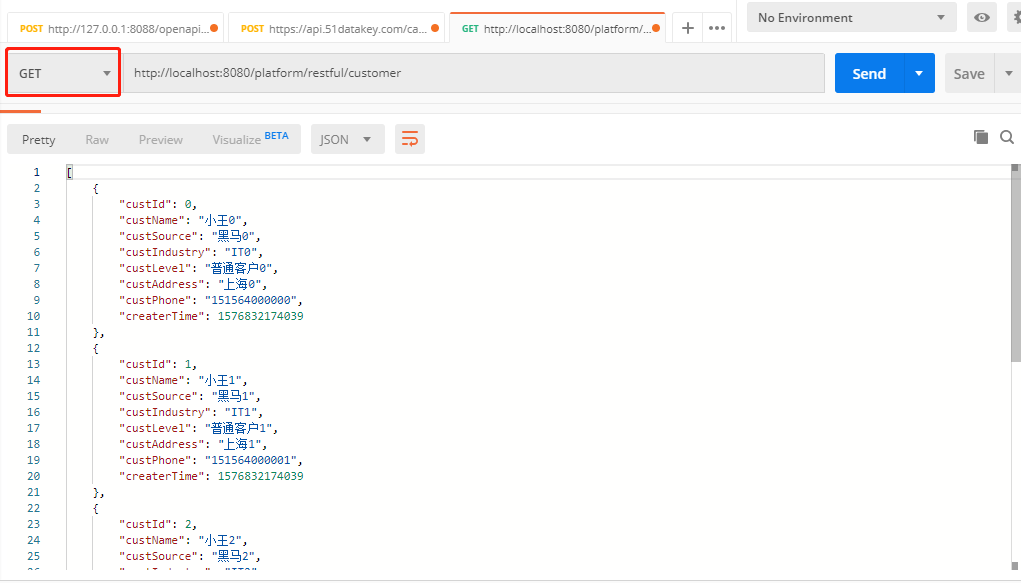 POST http://127.0.0.1:8088/openapi... POST https://api.51datakey.com/ca... GET http://localhost:8080/platform/... + ••• No Environment
GET http://localhost:8080/platform/restful/customer Send Save
Pretty Raw Preview Visualize BETA JSON
1 [
2 {
3 "custId": 0,
4 "custName": "小王0",
5 "custSource": "黑马0",
6 "custIndustry": "IT0",
7 "custLevel": "普通客户0",
8 "custAddress": "上海0",
9 "custPhone": "151564000000",
10 "createrTime": 1576832174039
11 },
12 {
13 "custId": 1,
14 "custName": "小王1",
15 "custSource": "黑马1",
16 "custIndustry": "IT1",
17 "custLevel": "普通客户1",
18 "custAddress": "上海1",
19 "custPhone": "151564000001",
20 "createrTime": 1576832174039
21 },
22 {
23 "custId": 2,
24 "custName": "小王2",
25 "custSource": "黑马2",